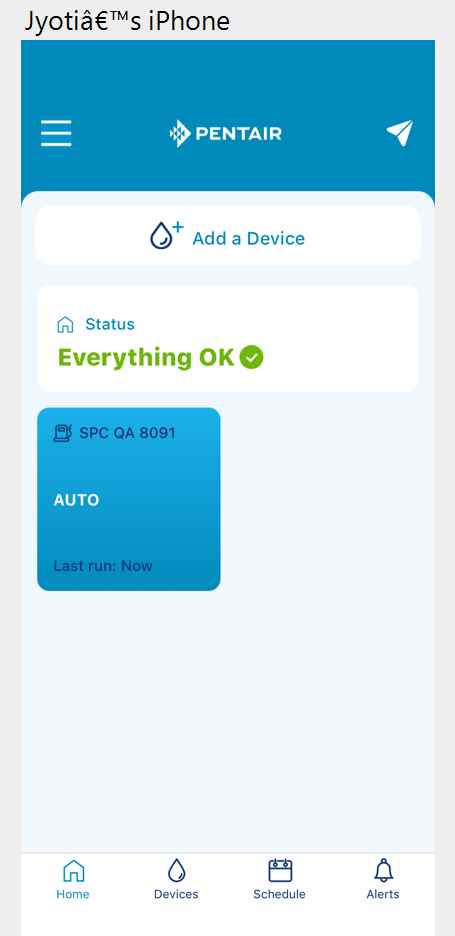 Jyotiâ€™s iPhone
PENTAIR
Add a Device
Status
Everything OK
SPC QA 8091
AUTO
Last run: Now
Home Devices Schedule Alerts